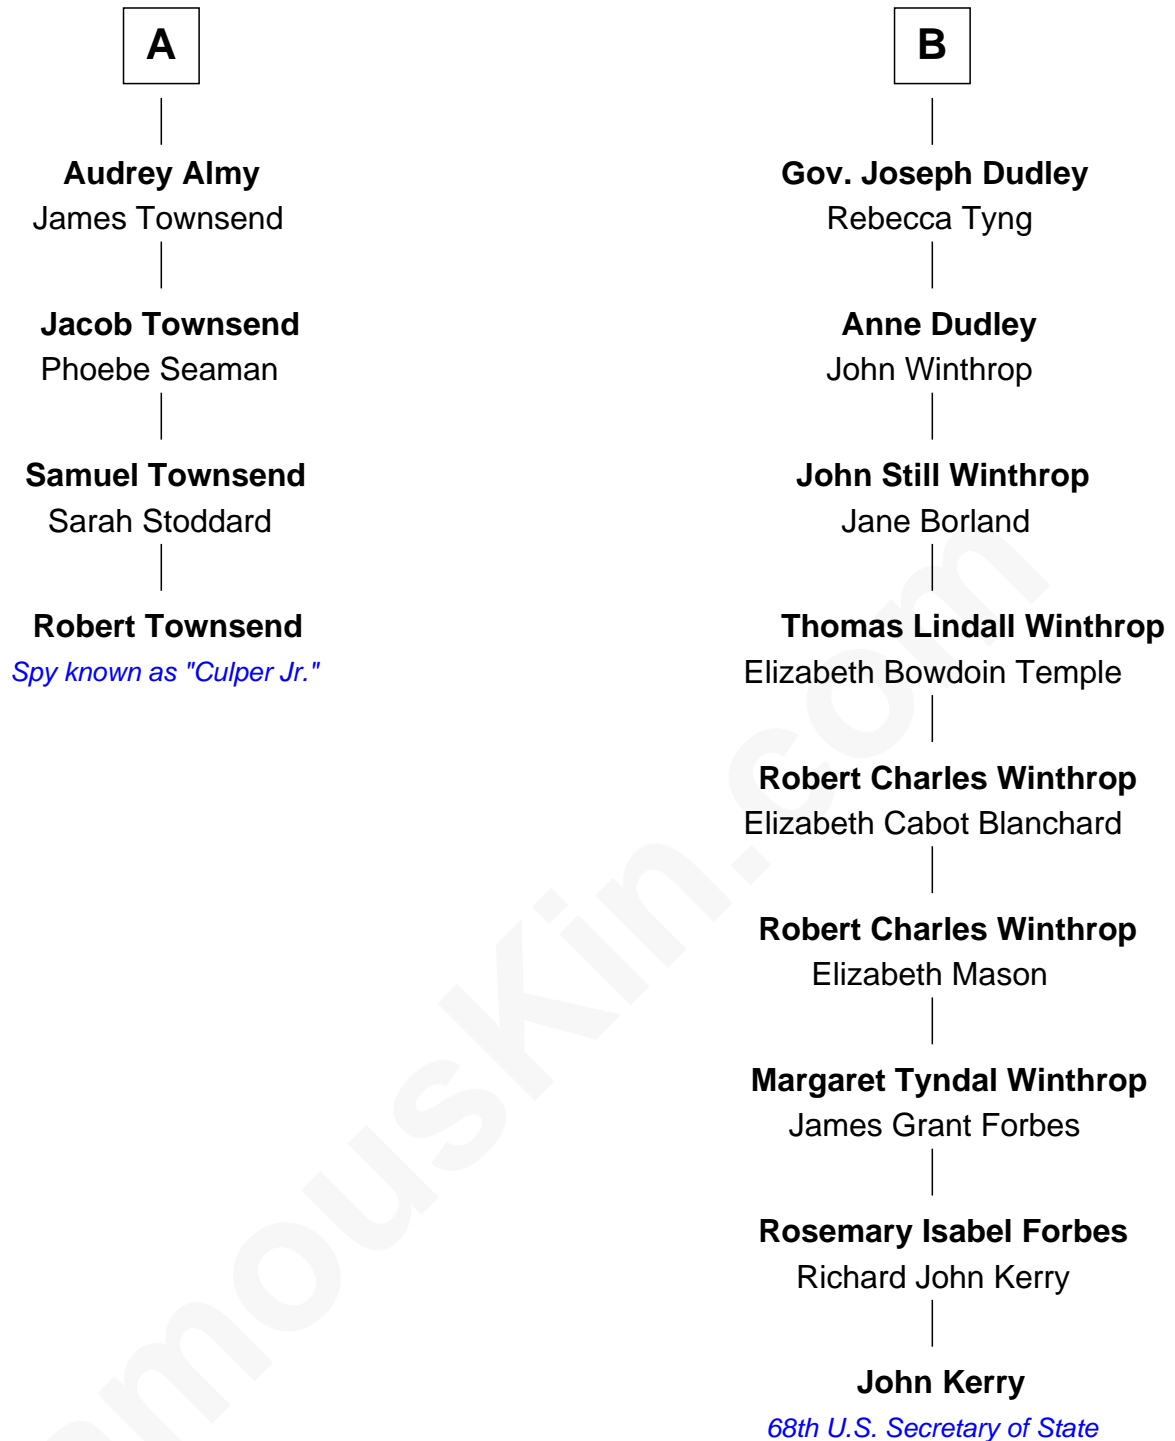 A
Audrey Almy
James Townsend
Jacob Townsend
Phoebe Seaman
Samuel Townsend
Sarah Stoddard
Robert Townsend
Spy known as "Culper Jr."
B
Gov. Joseph Dudley
Rebecca Tyng
Anne Dudley
John Winthrop
John Still Winthrop
Jane Borland
Thomas Lindall Winthrop
Elizabeth Bowdoin Temple
Robert Charles Winthrop
Elizabeth Cabot Blanchard
Robert Charles Winthrop
Elizabeth Mason
Margaret Tyndal Winthrop
James Grant Forbes
Rosemary Isabel Forbes
Richard John Kerry
John Kerry
68th U.S. Secretary of State
amouskin.com